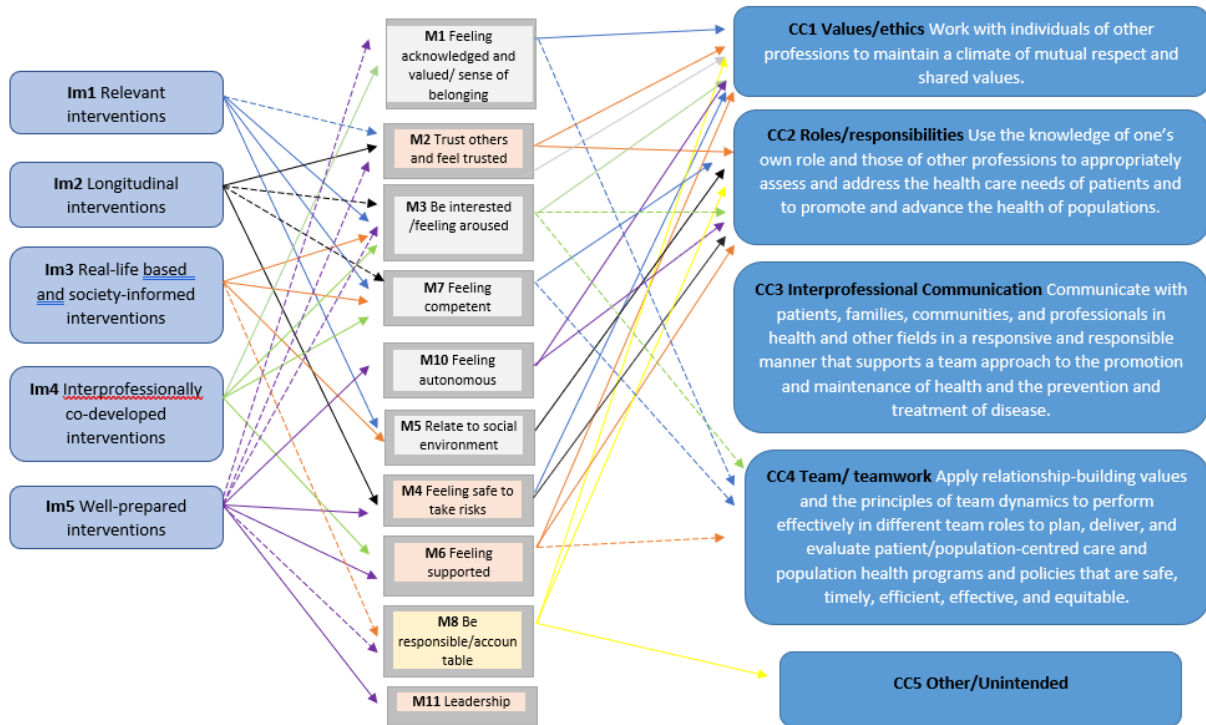 Im1 Relevant
interventions
Im2 Longitudinal
interventions
Im3 Real-life based
and society-informed
interventions
Im4 Interprofessionally
co-developed
interventions
Im5 Well-prepared
interventions
M1 Feeling
acknowledged and
valued/ sense of
belonging
M2 Trust others
and feel trusted
M3 Be interested
/feeling aroused
M7 Feeling
competent
M10 Feeling
autonomous
M5 Relate to social
environment
M4 Feeling safe to
take risks
M6 Feeling
supported
M8 Be
responsible/accoun
table
M11 Leadership
CC1 Values/ethics Work with individuals of other
professions to maintain a climate of mutual respect and
shared values.
CC2 Roles/responsibilities Use the knowledge of one's
own role and those of other professions to appropriately
assess and address the health care needs of patients and
to promote and advance the health of populations.
CC3 Interprofessional Communication Communicate with
patients, families, communities, and professionals in
health and other fields in a responsive and responsible
manner that supports a team approach to the promotion
and maintenance of health and the prevention and
treatment of disease.
CC4 Team/ teamwork Apply relationship-building values
and the principles of team dynamics to perform
effectively in different team roles to plan, deliver, and
evaluate patient/population-centred care and
population health programs and policies that are safe,
timely, efficient, effective, and equitable.
CC5 Other/Unintended